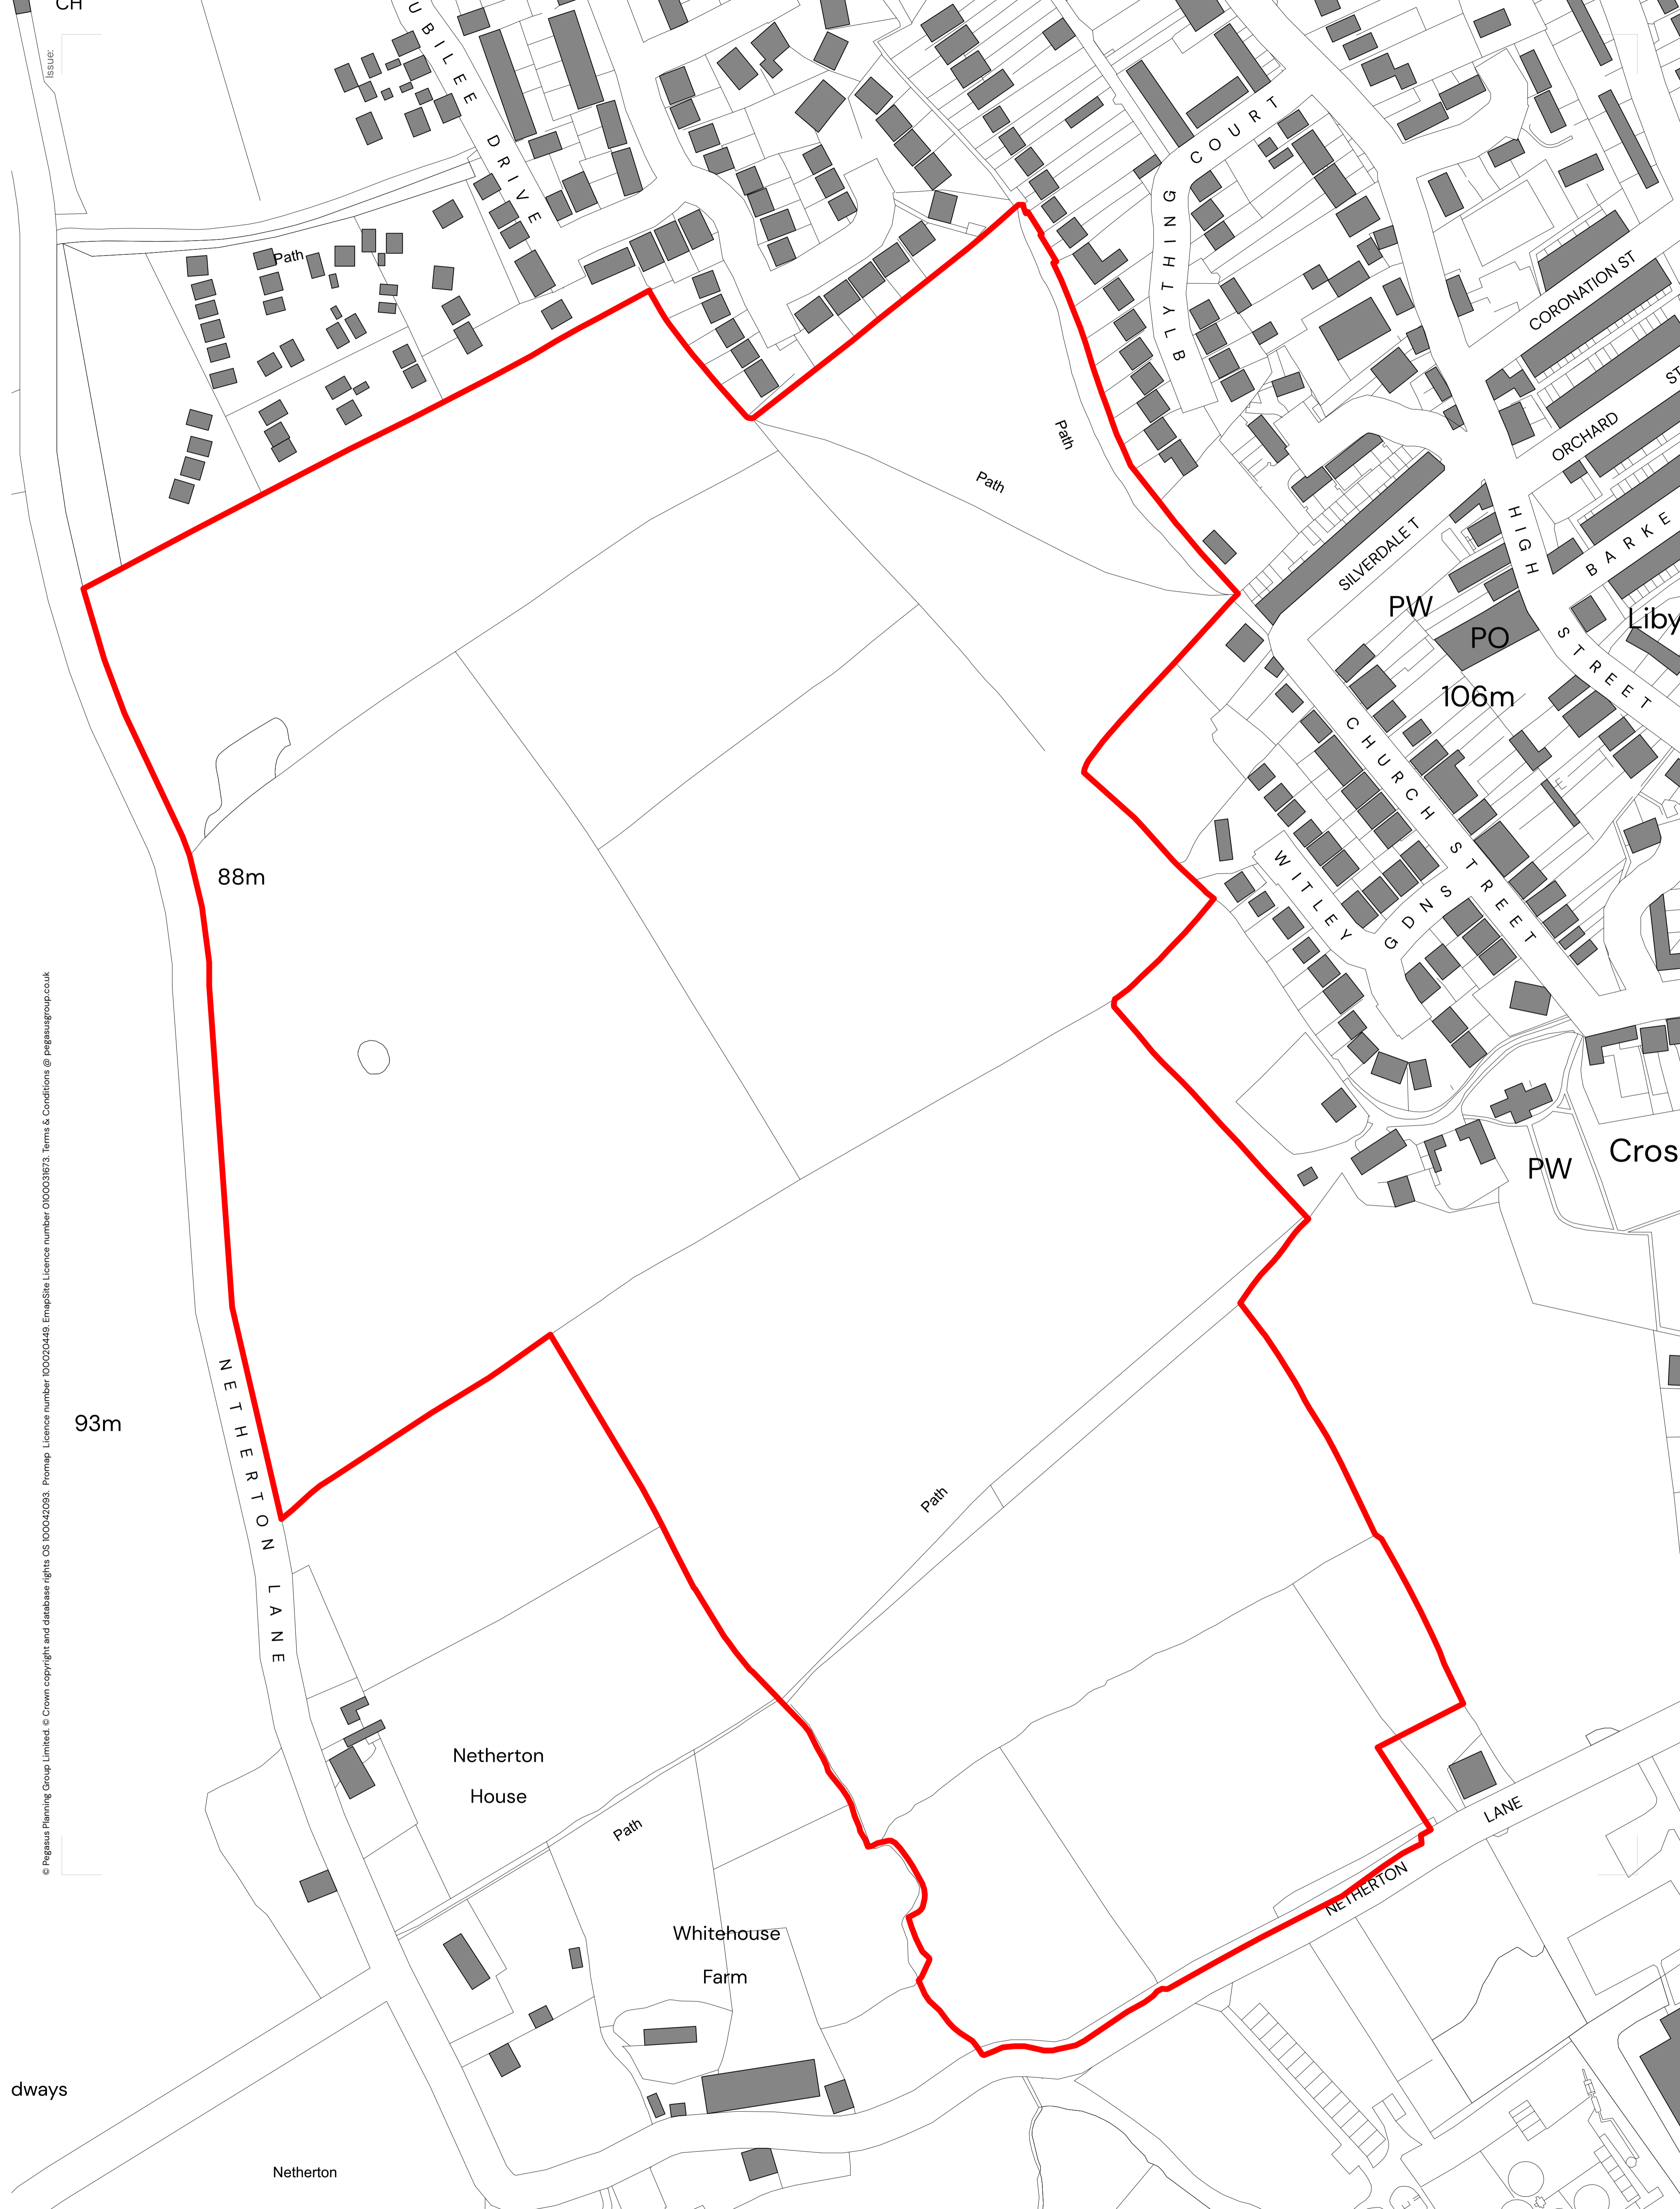 CH
Issue:
UBILEE DRIVE
Path
COURT
BLYTHING
CORONATION ST
ST
ORCHARD
Path
Path
HIGH
STREET
BARKE
SILVERDALE T
PW
PO
Liby
106m
CHURCH STREET
WITLEY
GDNS
88m
PW
Cros
© Pegasus Planning Group Limited. © Crown copyright and database rights OS 100042093. Promap Licence number 100020449. EmapSite Licence number 0100031673. Terms & Conditions @ pegasusgroup.co.uk
93m
NETHERTON LANE
Path
Netherton
House
Path
LANE
NETHERTON
Whitehouse
Farm
dways
Netherton